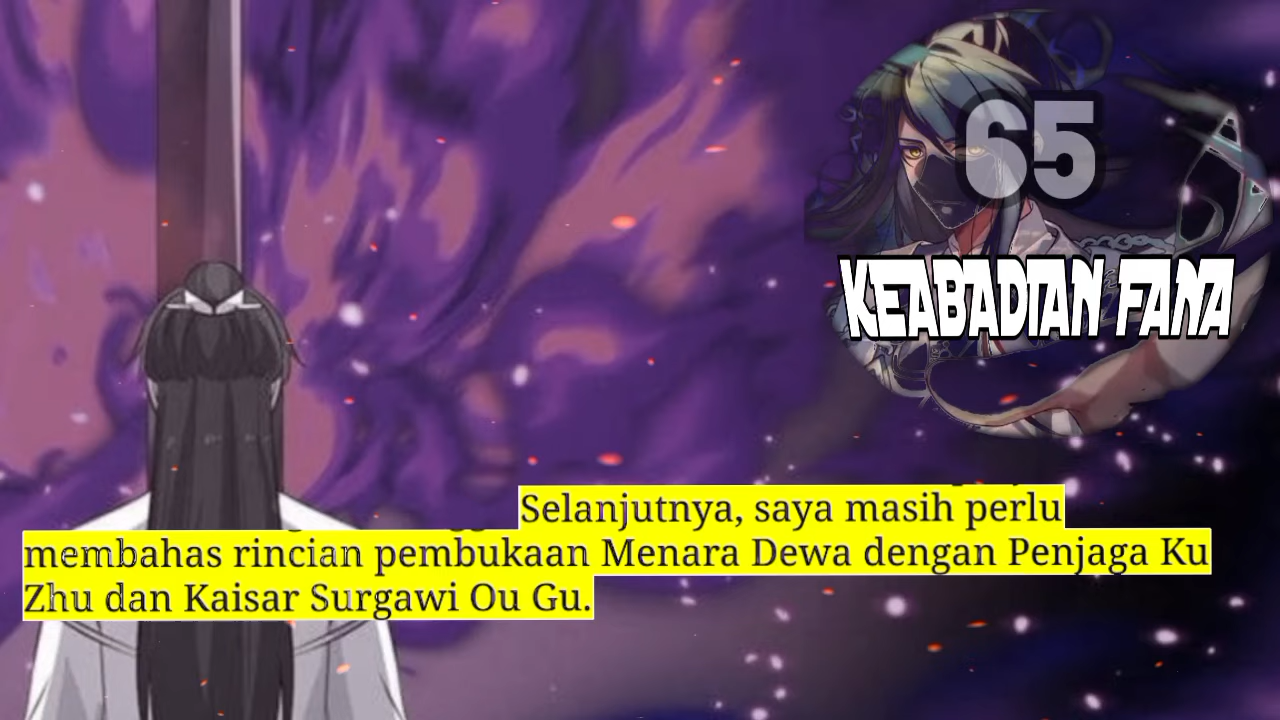 65
KEABADIAN FANA
Selanjutnya, saya masih perlu
membahas rincian pembukaan Menara Dewa dengan Penjaga Ku
Zhu dan Kaisar Surgawi Ou Gu.